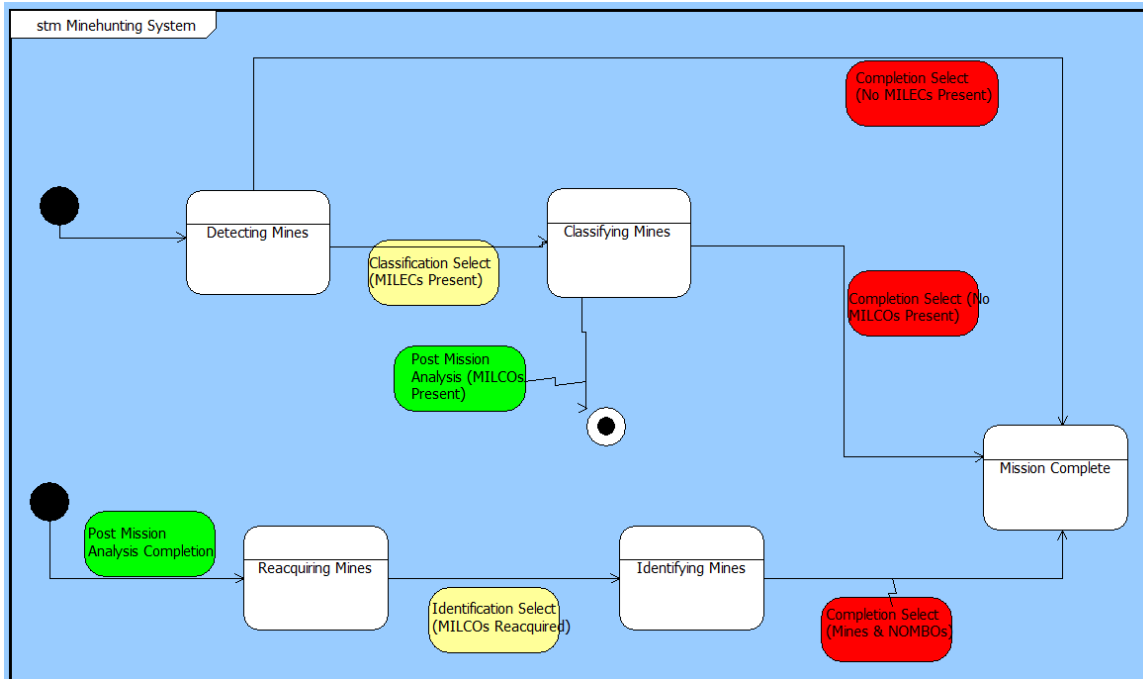 stm Minehunting System
Completion Select
(No MILECs Present)
Detecting Mines
Classifying Mines
Classification Select
(MILECs Present)
Completion Select (No
MILCOs Present)
Post Mission
Analysis (MILCOs
Present)
Mission Complete
Post Mission
Analysis Completion
Reacquiring Mines
Identifying Mines
Identification Select
(MILCOs Reacquired)
Completion Select
(Mines & NOMBOs)